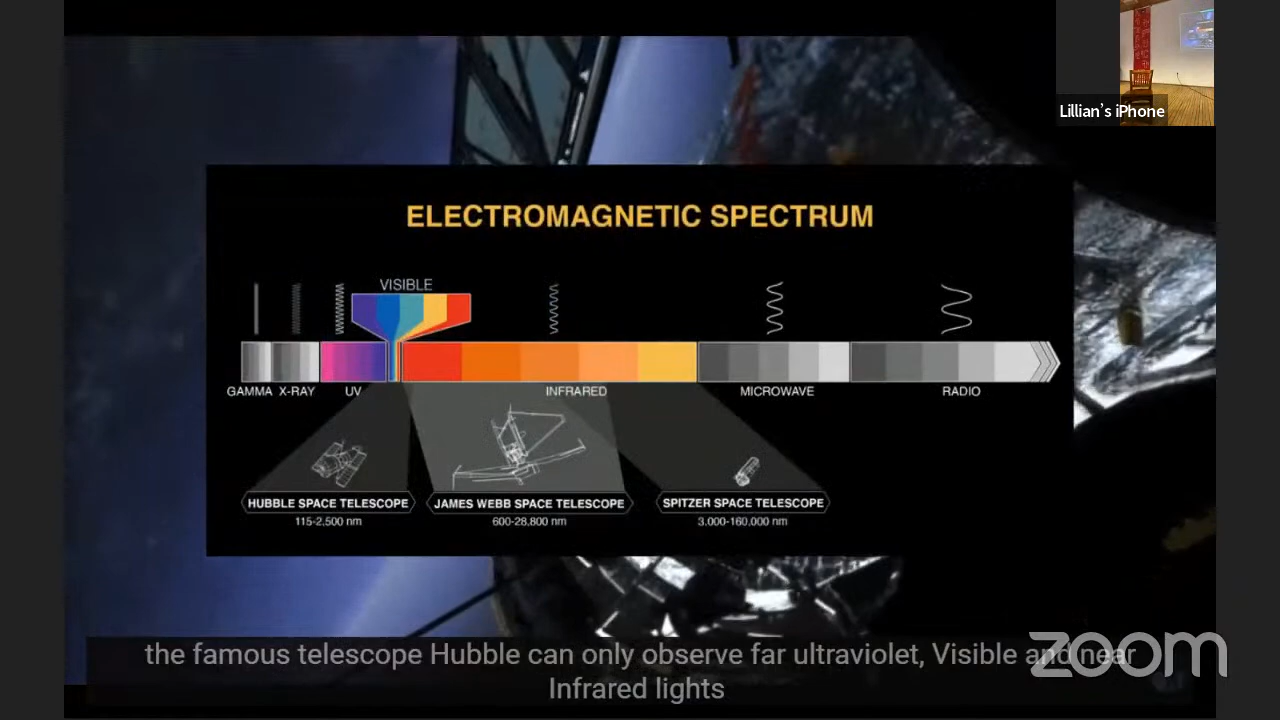 Lillian's iPhone
ELECTROMAGNETIC SPECTRUM
VISIBLE
GAMMA X-RAY UV INFRARED MICROWAVE RADIO
HUBBLE SPACE TELESCOPE JAMES WEBB SPACE TELESCOPE SPITZER SPACE TELESCOPE
115-2,500 nm 600-28,800 nm 3.000-160.000 nm
the famous telescope Hubble can only observe far ultraviolet, Visible and near
Infrared lights
zoom